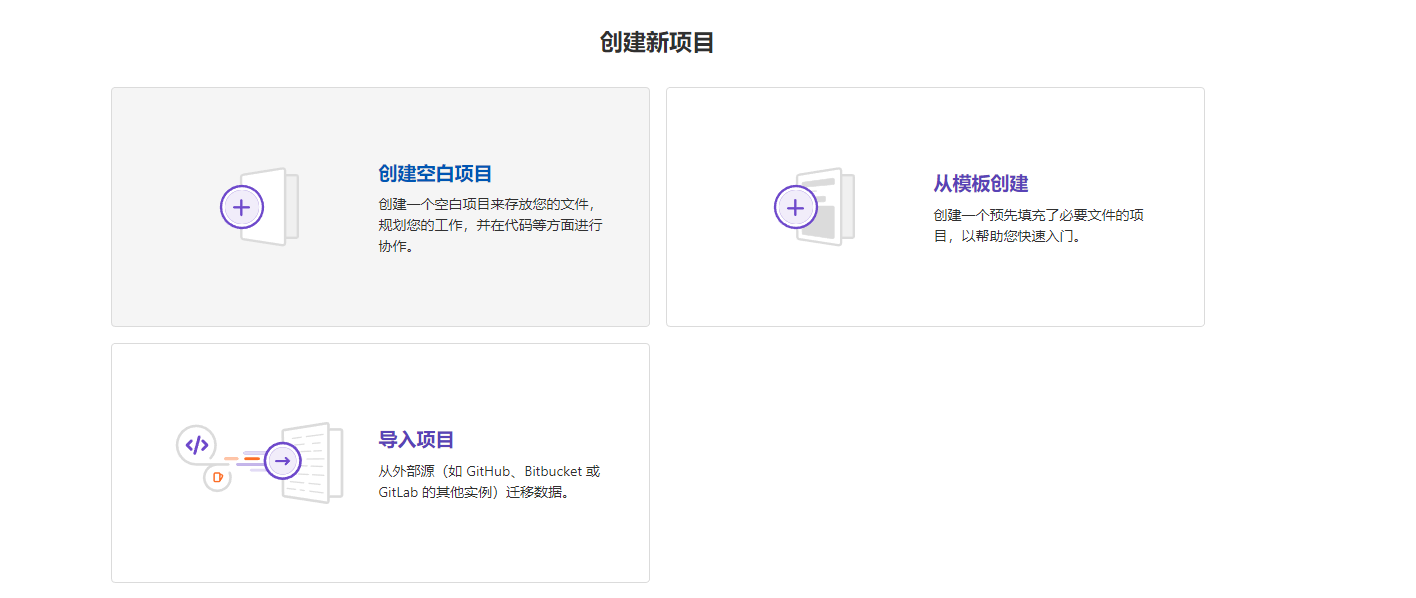 创建新项目
创建空白项目
创建一个空白项目来存放您的文件，
规划您的工作，并在代码等方面进行
协作。
从模板创建
创建一个预先填充了必要文件的项
目，以帮助您快速入门。
导入项目
从外部源（如 GitHub、Bitbucket 或
GitLab 的其他实例）迁移数据。